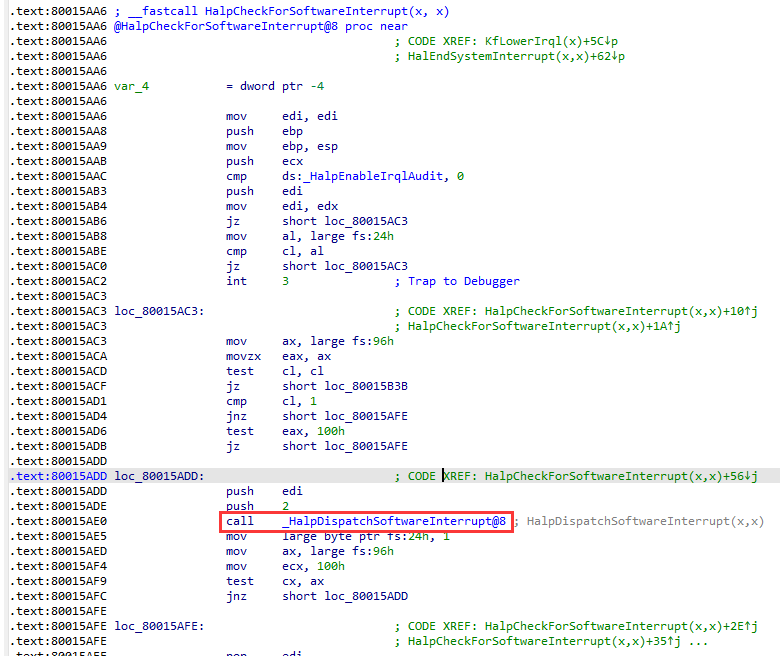 .text:80015AA6 ; __fastcall HalpCheckForSoftwareInterrupt(x, x)
.text:80015AA6 @HalpCheckForSoftwareInterrupt@8 proc near
.text:80015AA6 ; CODE XREF: KfLowerIrql(x)+5C↓p
.text:80015AA6 ; HalEndSystemInterrupt(x,x)+62↓p
.text:80015AA6
.text:80015AA6 var_4 = dword ptr -4
.text:80015AA6
.text:80015AA6 mov edi, edi
.text:80015AA8 push ebp
.text:80015AA9 mov ebp, esp
.text:80015AAB push ecx
.text:80015AAC cmp ds:_HalpEnableIrqlAudit, 0
.text:80015AB3 push edi
.text:80015AB4 mov edi, edx
.text:80015AB6 jz short loc_80015AC3
.text:80015AB8 mov al, large fs:24h
.text:80015ABE cmp cl, al
.text:80015AC0 jz short loc_80015AC3
.text:80015AC2 int 3 ; Trap to Debugger
.text:80015AC3
.text:80015AC3 loc_80015AC3: ; CODE XREF: HalpCheckForSoftwareInterrupt(x,x)+10↑j
.text:80015AC3 ; HalpCheckForSoftwareInterrupt(x,x)+1A↑j
.text:80015AC3 mov ax, large fs:96h
.text:80015ACA movzx eax, ax
.text:80015ACD test cl, cl
.text:80015ACF jz short loc_80015B3B
.text:80015AD1 cmp cl, 1
.text:80015AD4 jnz short loc_80015AFE
.text:80015AD6 test eax, 100h
.text:80015ADB jz short loc_80015AFE
.text:80015ADD
.text:80015ADD loc_80015ADD: ; CODE XREF: HalpCheckForSoftwareInterrupt(x,x)+56↓j
.text:80015ADD push edi
.text:80015ADE push 2
.text:80015AE0 call _HalpDispatchSoftwareInterrupt@8 ; HalpDispatchSoftwareInterrupt(x,x)
.text:80015AE5 mov large byte ptr fs:24h, 1
.text:80015AED mov ax, large fs:96h
.text:80015AF4 mov ecx, 100h
.text:80015AF9 test cx, ax
.text:80015AFC jnz short loc_80015ADD
.text:80015AFE
.text:80015AFE loc_80015AFE: ; CODE XREF: HalpCheckForSoftwareInterrupt(x,x)+2E↑j
.text:80015AFE ; HalpCheckForSoftwareInterrupt(x,x)+35↑j ...
.text:80015AFE pop edi